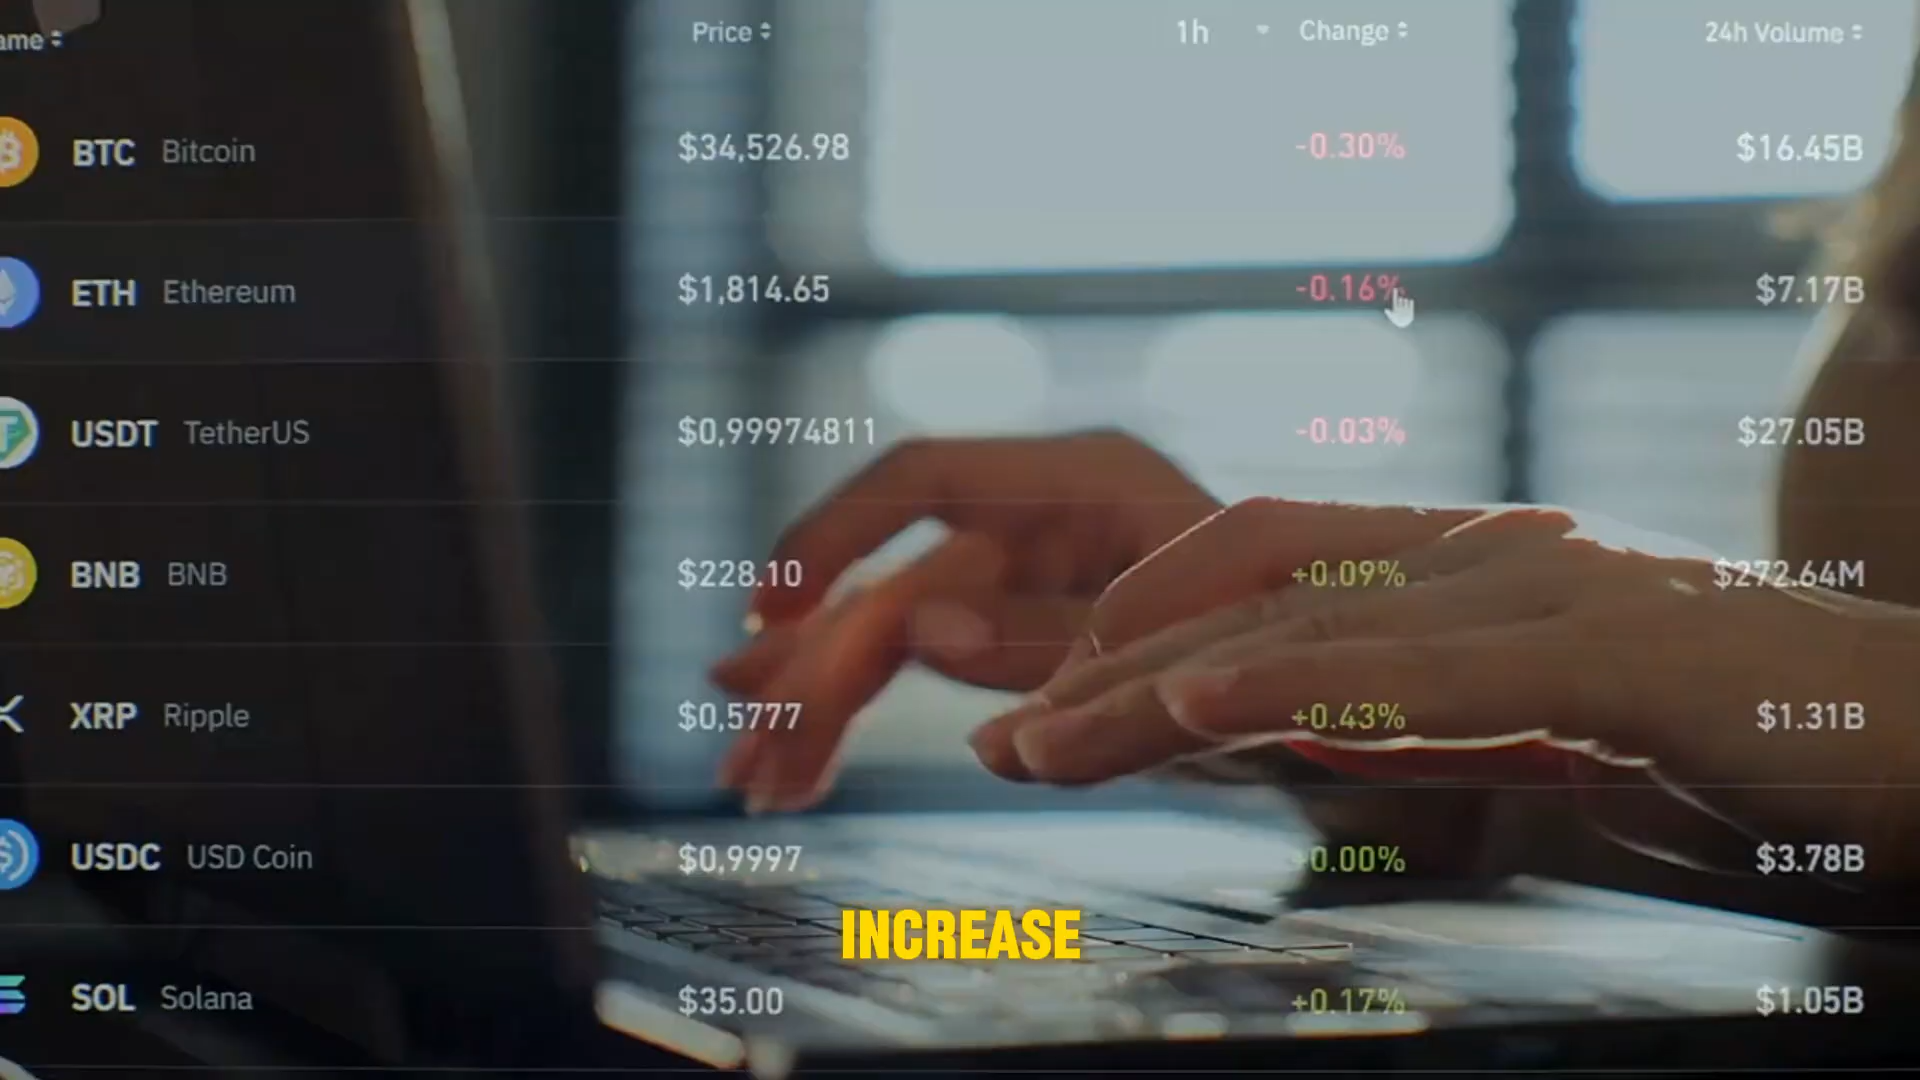 ame Price 1h Change 24h Volume
BTC Bitcoin $34,526.98 -0.30% $16.45B
ETH Ethereum $1,814.65 -0.16% $7.17B
USDT TetherUS $0,99974811 -0.03% $27.05B
BNB BNB $228.10 +0.09% $272.64M
XRP Ripple $0,5777 +0.43% $1.31B
USDC USD Coin $0,9997 +0.00% $3.78B
INCREASE
SOL Solana $35.00 +0.17% $1.05B